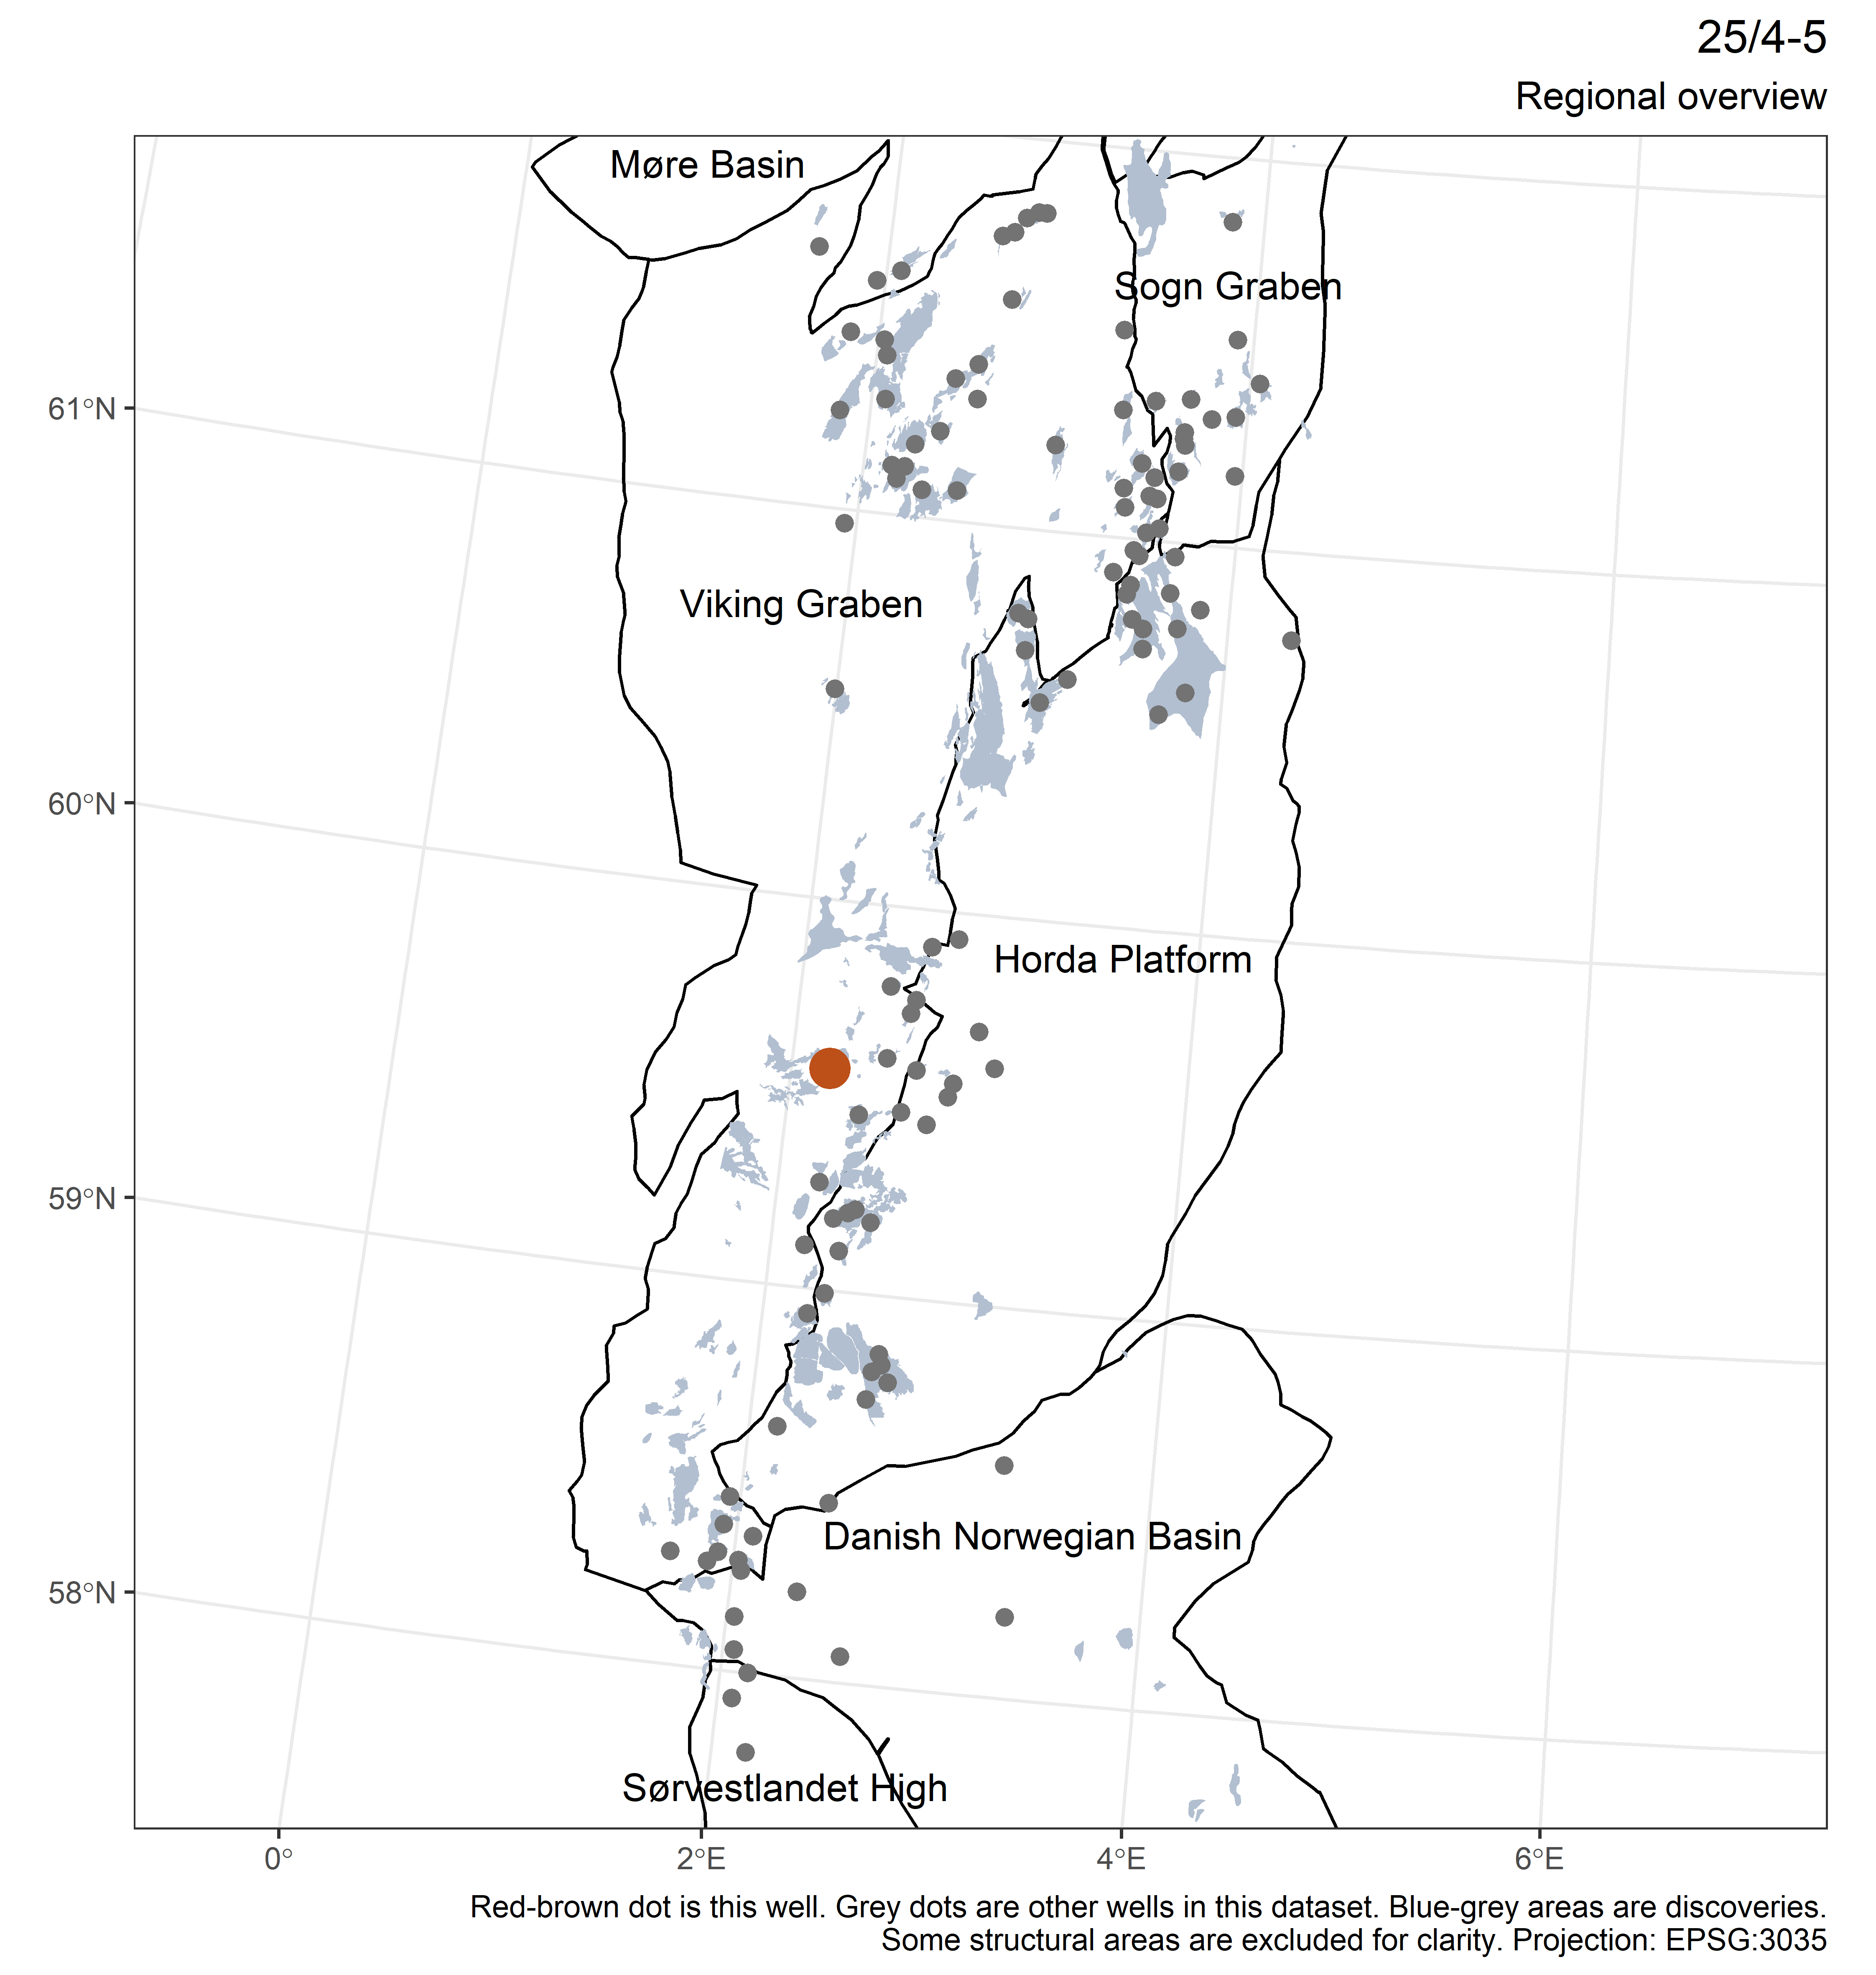 25/4-5
Regional overview
Møre Basin
Sogn Graben
61°N
Viking Graben
60°N
Horda Platform
59°N
Danish Norwegian Basin
58°N
Sørvestlandet High
0°
2°E
4°E
6°E
Red-brown dot is this well. Grey dots are other wells in this dataset. Blue-grey areas are discoveries.
Some structural areas are excluded for clarity. Projection: EPSG:3035